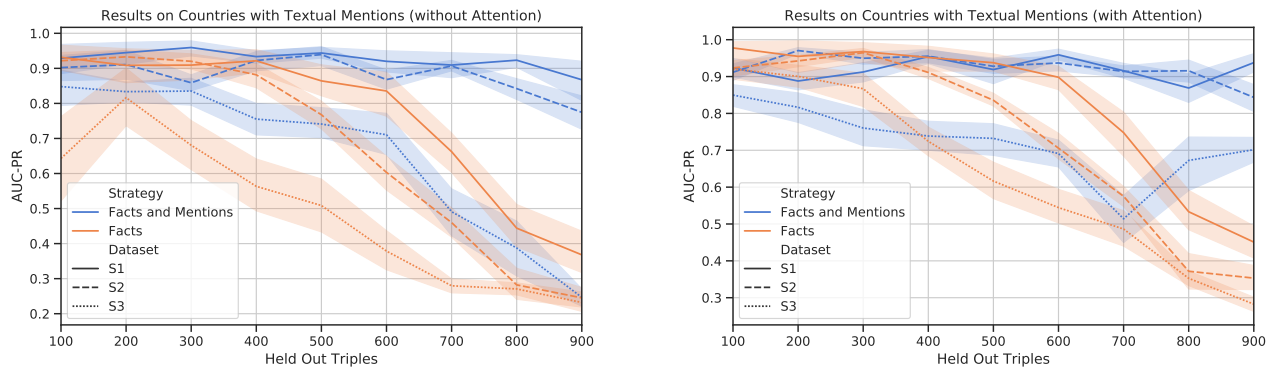 Results on Countries with Textual Mentions (without Attention)
1.0
0.9
0.8
0.7
0.6
0.5
0.4
0.3
0.2
AUC-PR
Strategy
Facts and Mentions
Facts
Dataset
S1
S2
S3
100 200 300 400 500 600 700 800 900
Held Out Triples
Results on Countries with Textual Mentions (with Attention)
1.0
0.9
0.8
0.7
0.6
0.5
0.4
0.3
AUC-PR
Strategy
Facts and Mentions
Facts
Dataset
S1
S2
S3
100 200 300 400 500 600 700 800 900
Held Out Triples